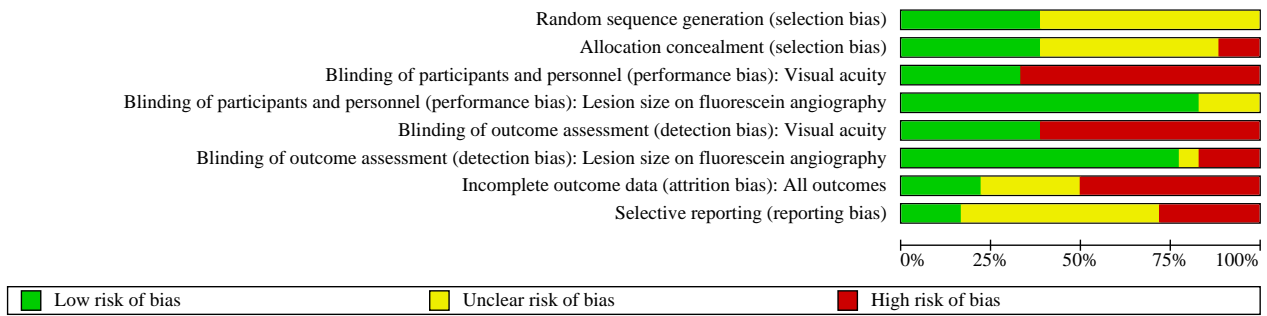 Random sequence generation (selection bias)
Allocation concealment (selection bias)
Blinding of participants and personnel (performance bias): Visual acuity
Blinding of participants and personnel (performance bias): Lesion size on fluorescein angiography
Blinding of outcome assessment (detection bias): Visual acuity
Blinding of outcome assessment (detection bias): Lesion size on fluorescein angiography
Incomplete outcome data (attrition bias): All outcomes
Selective reporting (reporting bias)
0% 25% 50% 75% 100%
Low risk of bias Unclear risk of bias High risk of bias